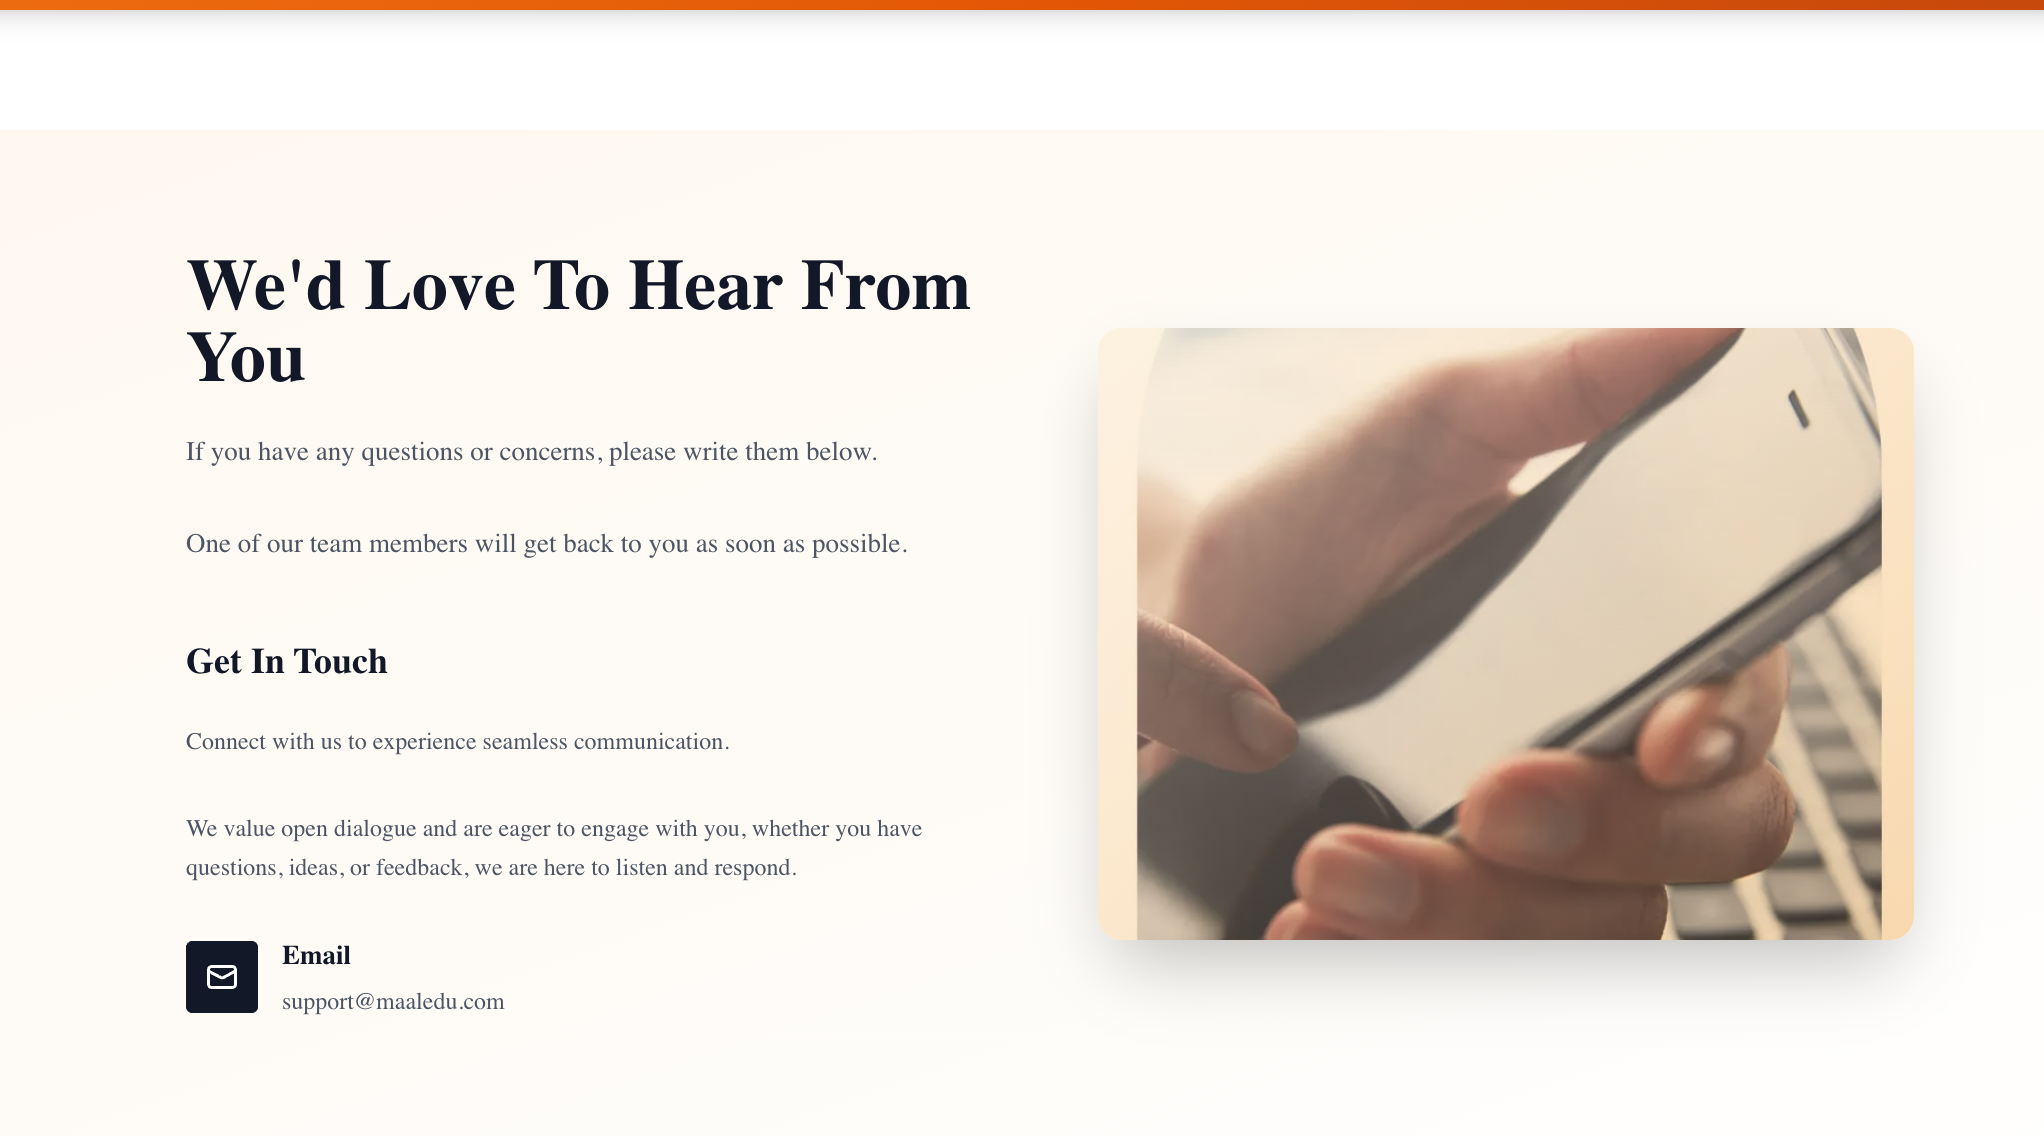 We'd Love To Hear From
You
If you have any questions or concerns, please write them below.
One of our team members will get back to you as soon as possible.
Get In Touch
Connect with us to experience seamless communication.
We value open dialogue and are eager to engage with you, whether you have
questions, ideas, or feedback, we are here to listen and respond.
Email
support@maaledu.com